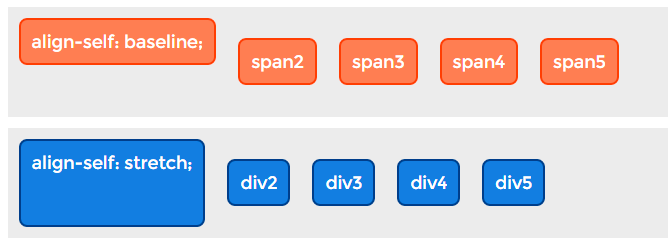 align-self: baseline;
span2 span3 span4 span5
align-self: stretch;
div2 div3 div4 div5